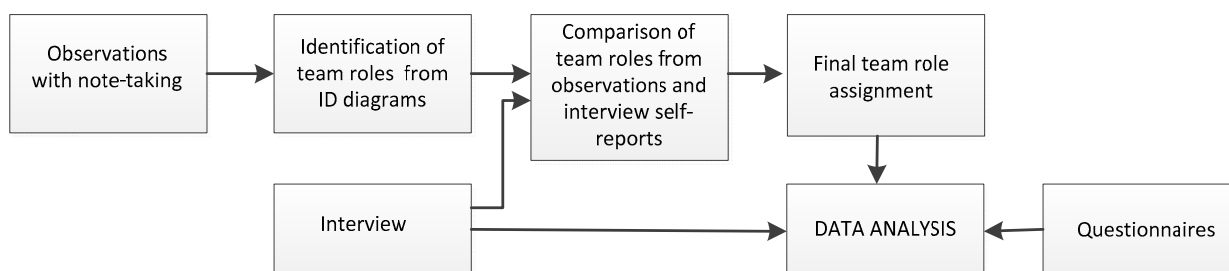 Observations
with note-taking
Identification of
team roles from
ID diagrams
Comparison of
team roles from
observations and
interview self-
reports
Final team role
assignment
Interview
DATA ANALYSIS
Questionnaires